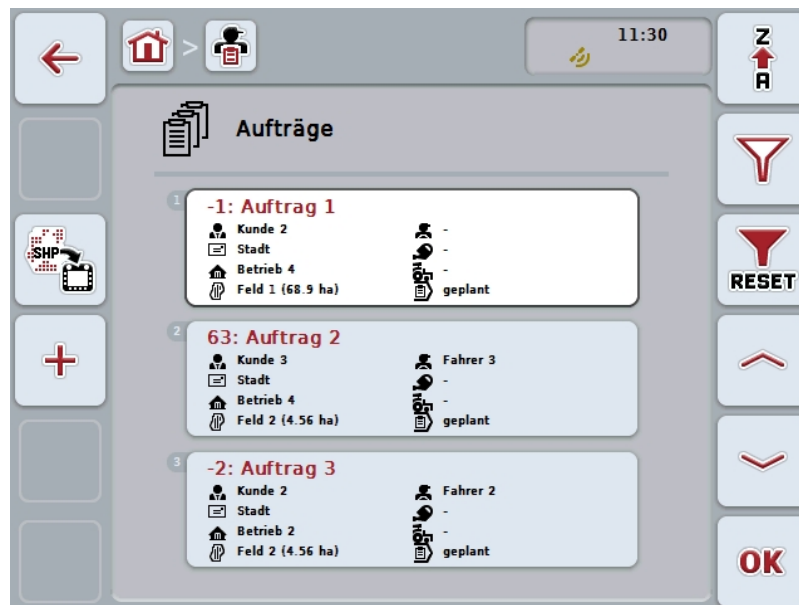 11:30
Z
A
Aufträge
1
-1: Auftrag 1
Kunde 2
-
Stadt
-
Betrieb 4
-
Feld 1 (68.9 ha)
geplant
SHP
RESET
2
63: Auftrag 2
Kunde 3
Fahrer 3
Stadt
-
Betrieb 4
-
Feld 2 (4.56 ha)
geplant
3
-2: Auftrag 3
Kunde 2
Fahrer 2
Stadt
-
Betrieb 2
-
Feld 2 (4.56 ha)
geplant
OK